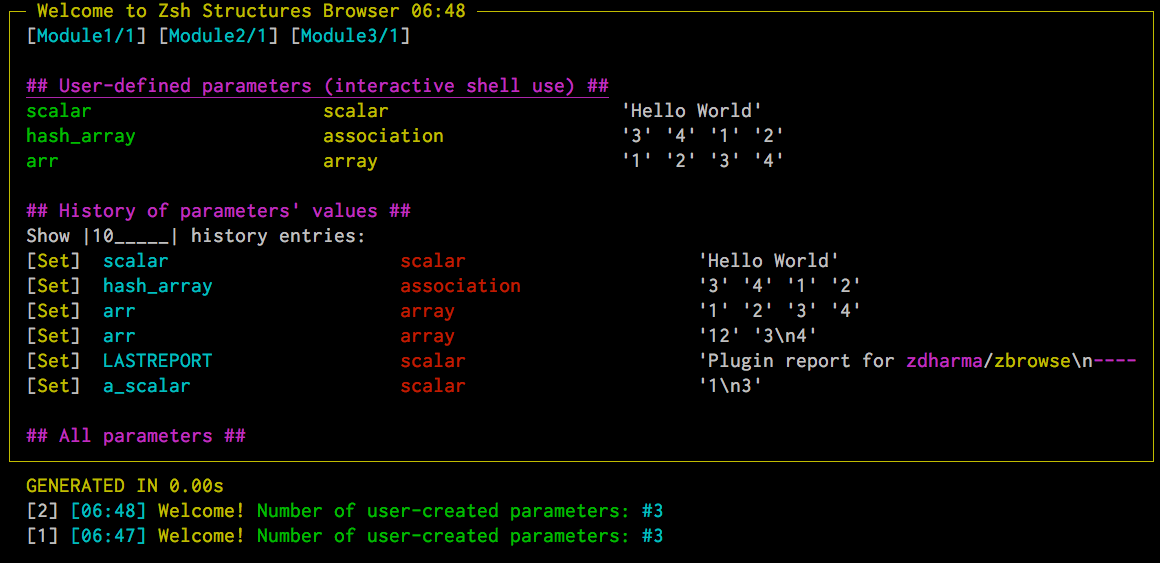 Welcome to Zsh Structures Browser 06:48
[Module1/1] [Module2/1] [Module3/1]
## User-defined parameters (interactive shell use) ##
scalar scalar 'Hello World'
hash_array association '3' '4' '1' '2'
arr array '1' '2' '3' '4'
## History of parameters' values ##
Show |10_____| history entries:
[Set] scalar scalar 'Hello World'
[Set] hash_array association '3' '4' '1' '2'
[Set] arr array '1' '2' '3' '4'
[Set] arr array '12' '3\n4'
[Set] LASTREPORT scalar 'Plugin report for zdharma/zbrowse\n----
[Set] a_scalar scalar '1\n3'
## All parameters ##
GENERATED IN 0.00s
[2] [06:48] Welcome! Number of user-created parameters: #3
[1] [06:47] Welcome! Number of user-created parameters: #3